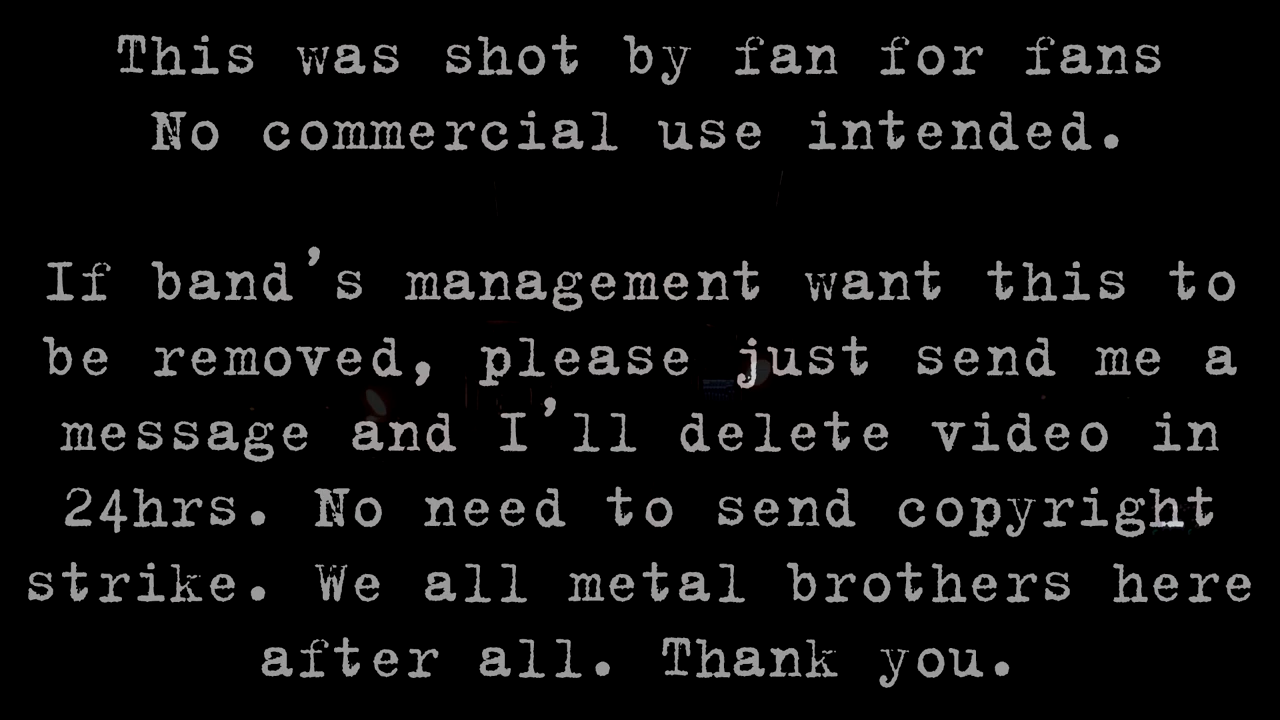 This was shot by fan for fans
No commercial use intended.
If band's management want this to
be removed, please just send me a
message and I'll delete video in
24hrs. No need to send copyright
strike. We all metal brothers here
after all. Thank you.